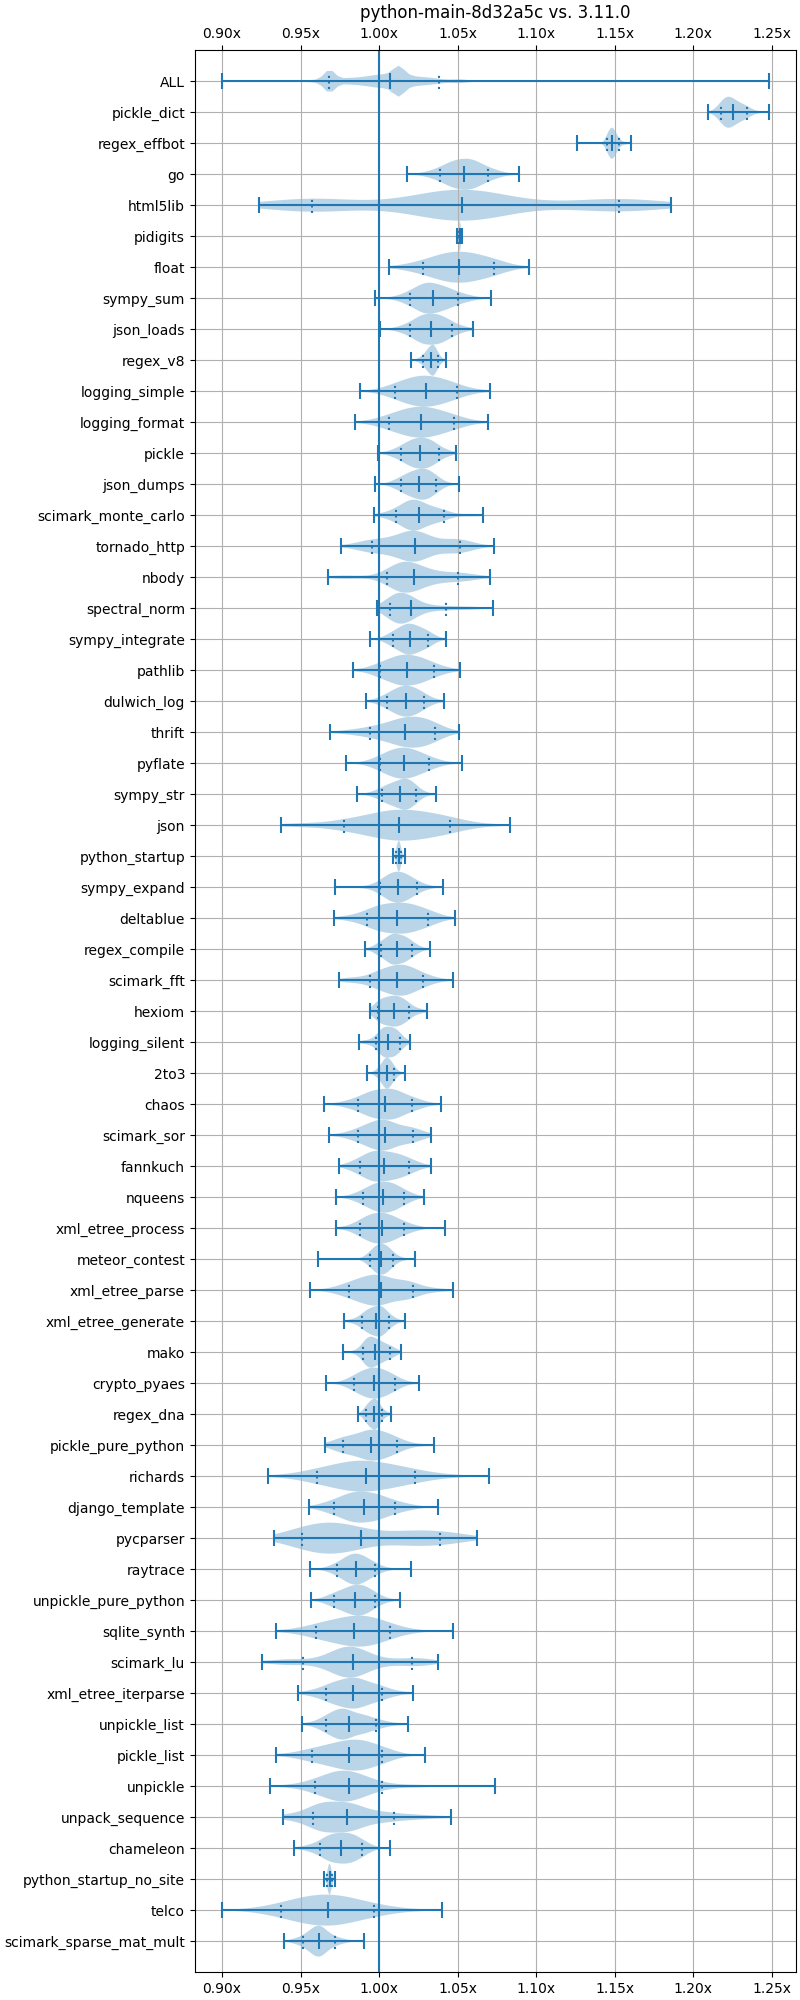 python-main-8d32a5c vs. 3.11.0
0.90x 0.95x 1.00x 1.05x 1.10x 1.15x 1.20x 1.25x
ALL
pickle_dict
regex_effbot
go
html5lib
pidigits
float
sympy_sum
json_loads
regex_v8
logging_simple
logging_format
pickle
json_dumps
scimark_monte_carlo
tornado_http
nbody
spectral_norm
sympy_integrate
pathlib
dulwich_log
thrift
pyflate
sympy_str
json
python_startup
sympy_expand
deltablue
regex_compile
scimark_fft
hexiom
logging_silent
2to3
chaos
scimark_sor
fannkuch
nqueens
xml_etree_process
meteor_contest
xml_etree_parse
xml_etree_generate
mako
crypto_pyaes
regex_dna
pickle_pure_python
richards
django_template
pycparser
raytrace
unpickle_pure_python
sqlite_synth
scimark_lu
xml_etree_iterparse
unpickle_list
pickle_list
unpickle
unpack_sequence
chameleon
python_startup_no_site
telco
scimark_sparse_mat_mult
0.90x 0.95x 1.00x 1.05x 1.10x 1.15x 1.20x 1.25x